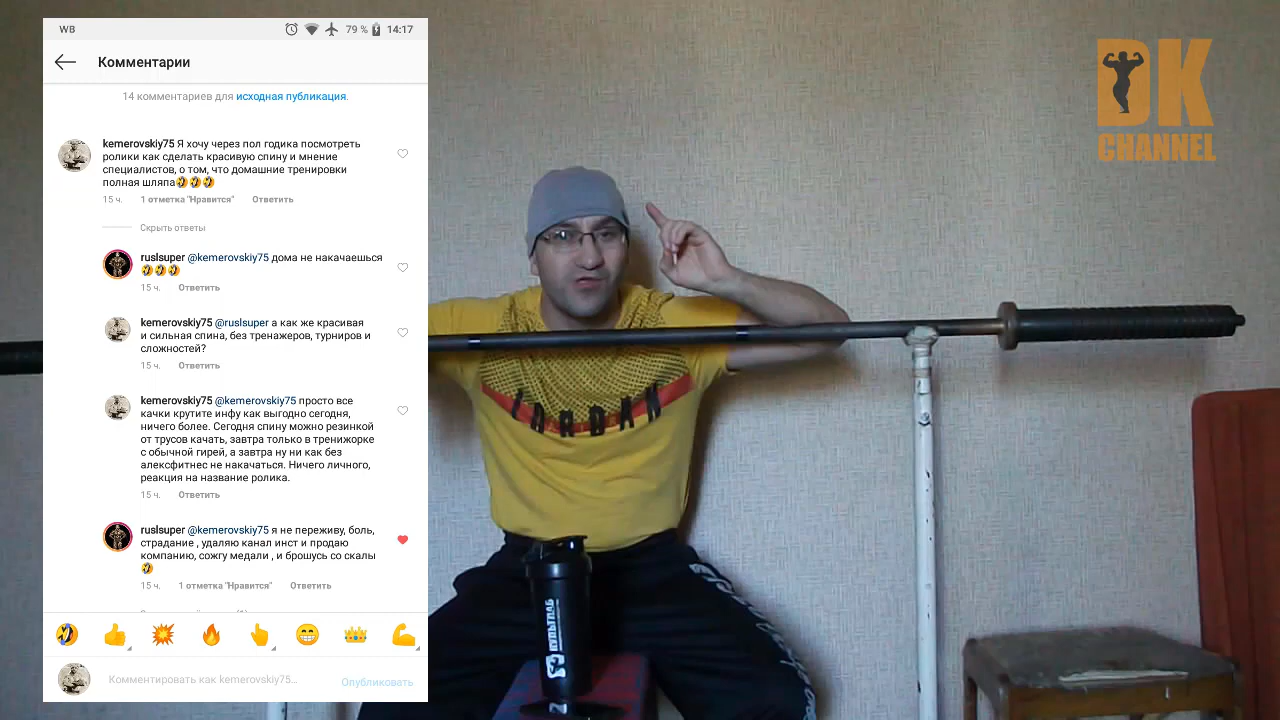 WB
79 %
14:17
Комментарии
14 комментариев для исходная публикация.
kemerovskiy75 Я хочу через пол годика посмотреть
ролики как сделать красивую спину и мнение
специалистов, о том, что домашние тренировки
полная шляпа🤣🤣🤣
15 ч. 1 отметка "Нравится" Ответить
Скрыть ответы
ruslsuper @kemerovskiy75 дома не накачаешься
🤣🤣🤣
15 ч. Ответить
kemerovskiy75 @ruslsuper а как же красивая
и сильная спина, без тренажеров, турниров и
сложностей?
15 ч. Ответить
kemerovskiy75 @kemerovskiy75 просто все
качки крутите инфу как выгодно сегодня,
ничего более. Сегодня спину можно резинкой
от трусов качать, завтра только в тренижорке
с обычной гирей, а завтра ну ни как без
алексфитнес не накачаться. Ничего личного,
реакция на название ролика.
15 ч. Ответить
ruslsuper @kemerovskiy75 я не переживу, боль,
страдание , удаляю канал инст и продаю
компанию, сожгу медали , и брошусь со скалы
🤣
15 ч. 1 отметка "Нравится" Ответить
Комментировать как kemerovskiy75...
Опубликовать
DK
CHANNEL
КУЛЬТЛАБ